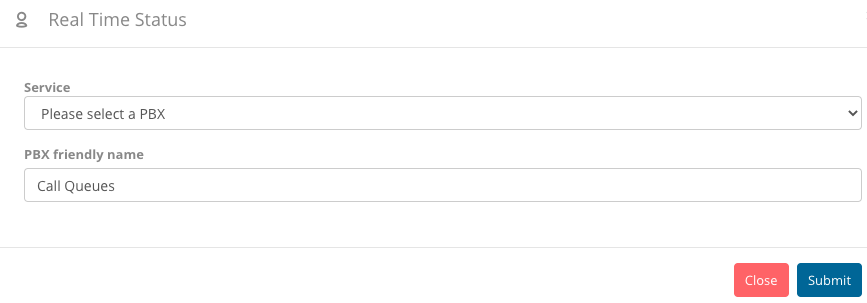 Real Time Status
Service
Please select a PBX
PBX friendly name
Call Queues
Close Submit